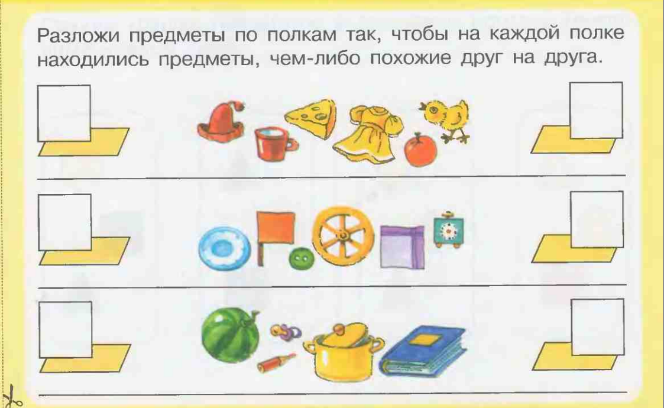 Разложи предметы по полкам так, чтобы на каждой полке
находились предметы, чем-либо похожие друг на друга.